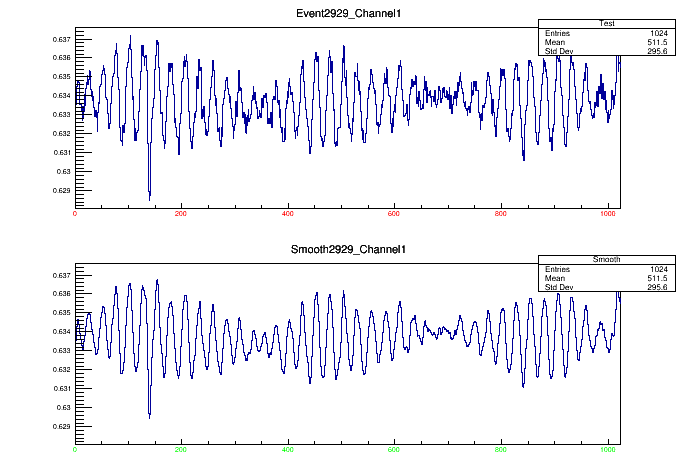 Event2929_Channel1
Test
Entries 1024
Mean 511.5
Std Dev 295.6
0.637
0.636
0.635
0.634
0.633
0.632
0.631
0.63
0.629
0 200 400 600 800 1000
Smooth2929_Channel1
Smooth
Entries 1024
Mean 511.5
Std Dev 295.6
0.637
0.636
0.635
0.634
0.633
0.632
0.631
0.63
0.629
0 200 400 600 800 1000